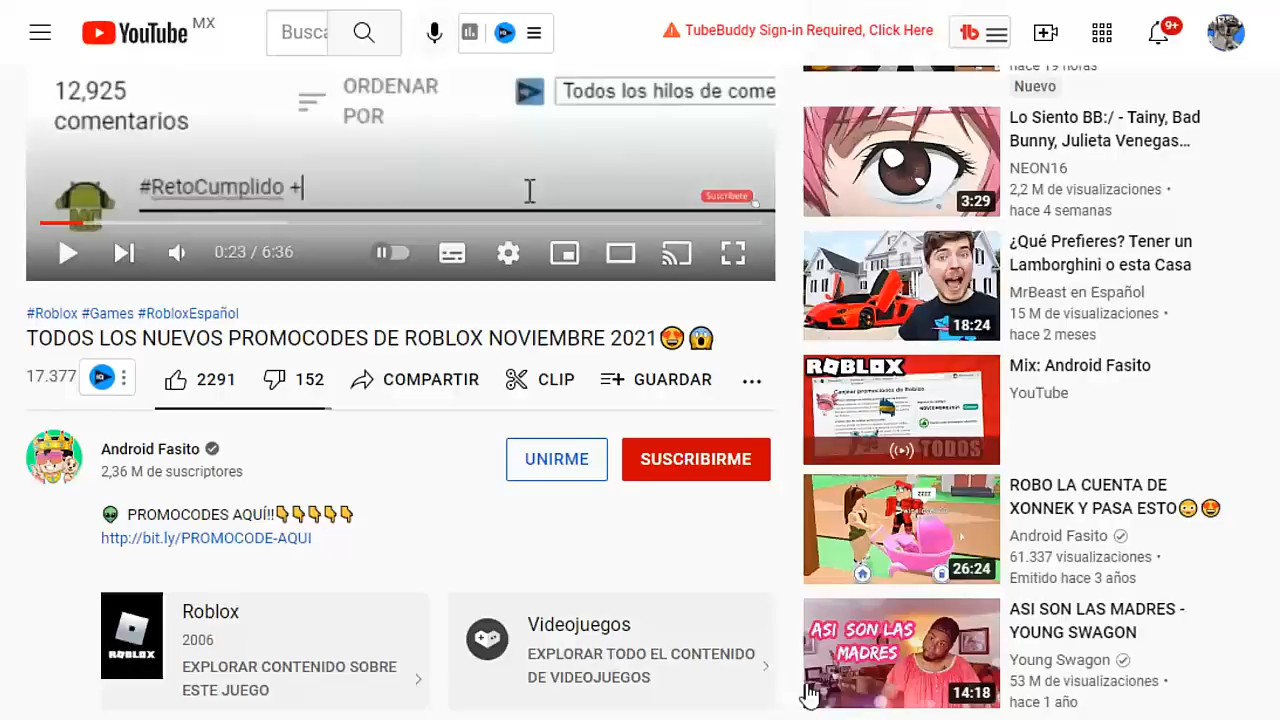 YouTube MX
Busca
TubeBuddy Sign-in Required, Click Here
9+
12,925
comentarios
ORDENAR
POR
Todos los hilos de come
#RetoCumplido +
Suscríbete
0:23 / 6:36
#Roblox #Games #RobloxEspañol
TODOS LOS NUEVOS PROMOCODES DE ROBLOX NOVIEMBRE 2021
17.377
2291
152
COMPARTIR
CLIP
GUARDAR
Android Fasito
2,36 M de suscriptores
UNIRME
SUSCRIBIRME
PROMOCODES AQUÍ!!
http://bit.ly/PROMOCODE-AQUI
ROBLOX
Roblox
2006
EXPLORAR CONTENIDO SOBRE
ESTE JUEGO
Videojuegos
EXPLORAR TODO EL CONTENIDO
DE VIDEOJUEGOS
hace 19 horas
Nuevo
3:29
Lo Siento BB:/ - Tainy, Bad
Bunny, Julieta Venegas…
NEON16
2,2 M de visualizaciones •
hace 4 semanas
18:24
¿Qué Prefieres? Tener un
Lamborghini o esta Casa
MrBeast en Español
15 M de visualizaciones •
hace 2 meses
ROBLOX
Canjear promociones de Roblox
TODOS
Mix: Android Fasito
YouTube
26:24
ROBO LA CUENTA DE
XONNEK Y PASA ESTO
Android Fasito
61.337 visualizaciones •
Emitido hace 3 años
ASI SON LAS
MADRES
14:18
ASI SON LAS MADRES -
YOUNG SWAGON
Young Swagon
53 M de visualizaciones •
hace 1 año